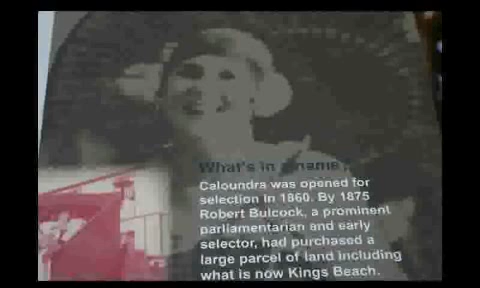 What's in a name?
Caloundra was opened for
selection in 1860. By 1875
Robert Bulcock, a prominent
parliamentarian and early
selector, had purchased a
large parcel of land including
what is now Kings Beach.